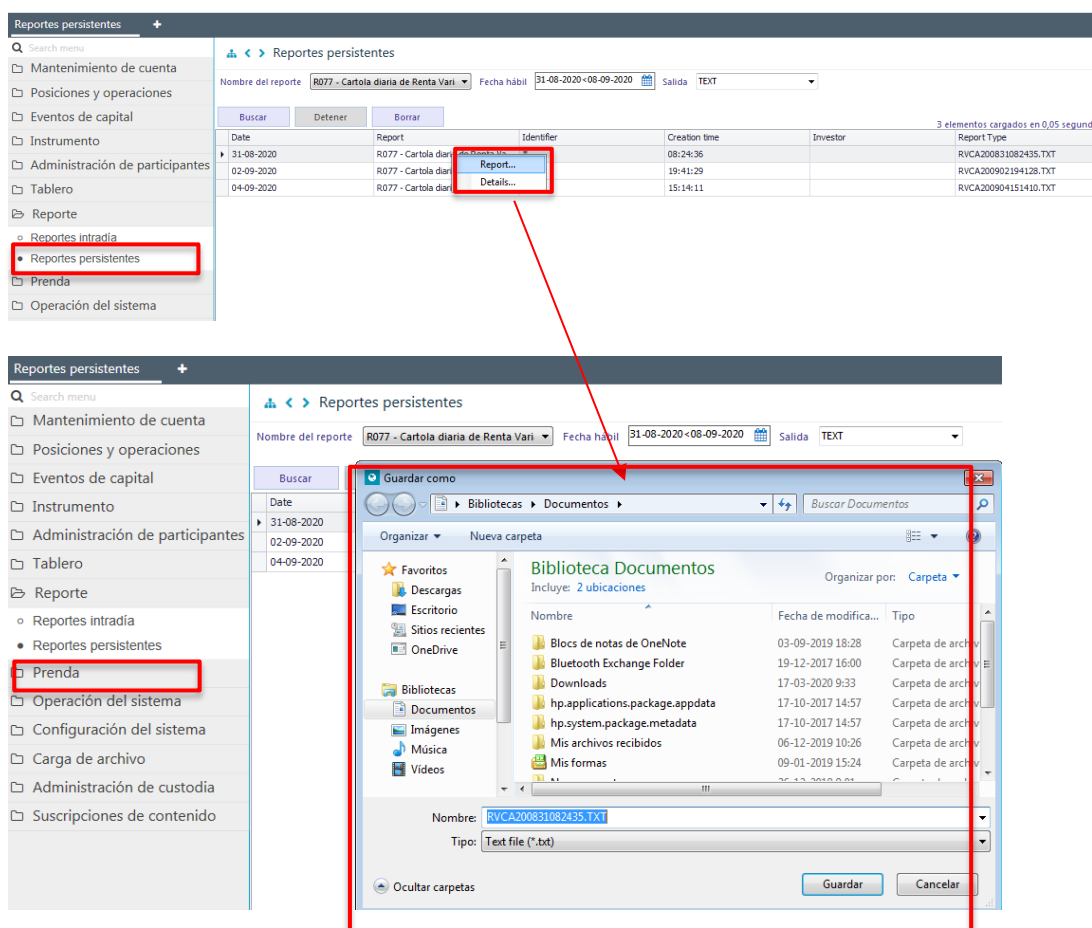 Reportes persistentes +
Search menu
Mantenimiento de cuenta
Posiciones y operaciones
Eventos de capital
Instrumento
Administración de participantes
Tablero
Reporte
Reportes intradía
Reportes persistentes
Prenda
Operación del sistema
Reportes persistentes
Nombre del reporte R077 - Cartola diaria de Renta Vari Fecha hábil 31-08-2020<08-09-2020 Salida TEXT
Buscar Detener Borrar
3 elementos cargados en 0,05 segund
Date Report Identifier Creation time Investor Report Type
31-08-2020 R077 - Cartola diaria de Renta Va... * 08:24:36 RVCA200831082435.TXT
02-09-2020 R077 - Cartola diari 19:41:29 RVCA200902194128.TXT
04-09-2020 R077 - Cartola diari 15:14:11 RVCA200904151410.TXT
Report...
Details...
Reportes persistentes +
Search menu
Mantenimiento de cuenta
Posiciones y operaciones
Eventos de capital
Instrumento
Administración de participantes
Tablero
Reporte
Reportes intradía
Reportes persistentes
Prenda
Operación del sistema
Configuración del sistema
Carga de archivo
Administración de custodia
Suscripciones de contenido
Reportes persistentes
Nombre del reporte R077 - Cartola diaria de Renta Vari Fecha hábil 31-08-2020<08-09-2020 Salida TEXT
Buscar
Date
31-08-2020
02-09-2020
04-09-2020
Guardar como
Bibliotecas Documentos Buscar Documentos
Organizar Nueva carpeta
Favoritos
Descargas
Escritorio
Sitios recientes
OneDrive
Bibliotecas
Documentos
Imágenes
Música
Vídeos
Biblioteca Documentos
Incluye: 2 ubicaciones
Organizar por: Carpeta
Nombre Fecha de modifica... Tipo
Blocs de notas de OneNote 03-09-2019 18:28 Carpeta de archiv
Bluetooth Exchange Folder 19-12-2017 16:00 Carpeta de archiv
Downloads 17-03-2020 9:33 Carpeta de archiv
hp.applications.package.appdata 17-10-2017 14:57 Carpeta de archiv
hp.system.package.metadata 17-10-2017 14:57 Carpeta de archiv
Mis archivos recibidos 06-12-2019 10:26 Carpeta de archiv
Mis formas 09-01-2019 15:24 Carpeta de archiv
Nombre: RVCA200831082435.TXT
Tipo: Text file (*.txt)
Ocultar carpetas Guardar Cancelar